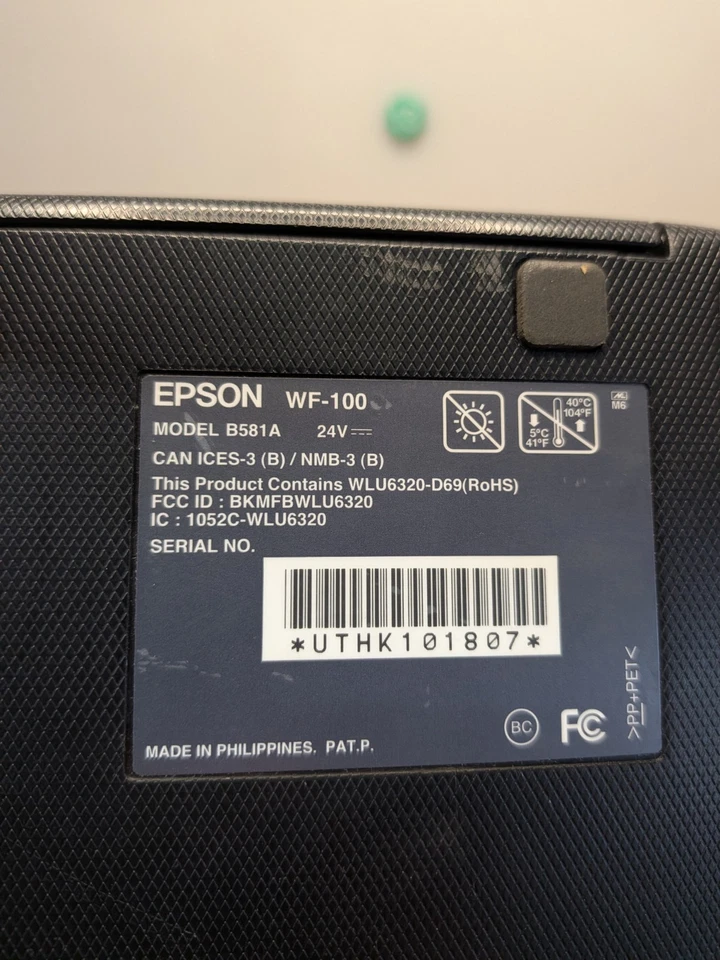 EPSON WF-100
MODEL B581A 24V
CAN ICES-3 (B) / NMB-3 (B)
This Product Contains WLU6320-D69(RoHS)
FCC ID : BKMFBWLU6320
IC : 1052C-WLU6320
SERIAL NO.
*UTHK101807*
MADE IN PHILIPPINES. PAT.P.
40°C
104°F
5°C
41°F
M6
BC
FC
>PP+PET<